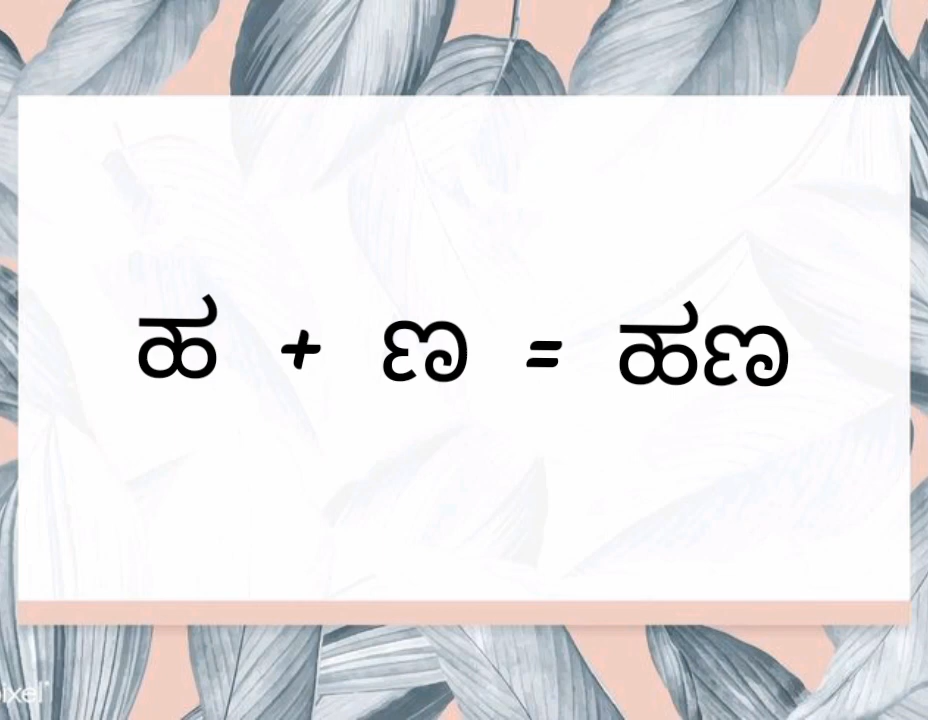 ಹ + ಣ = ಹಣ